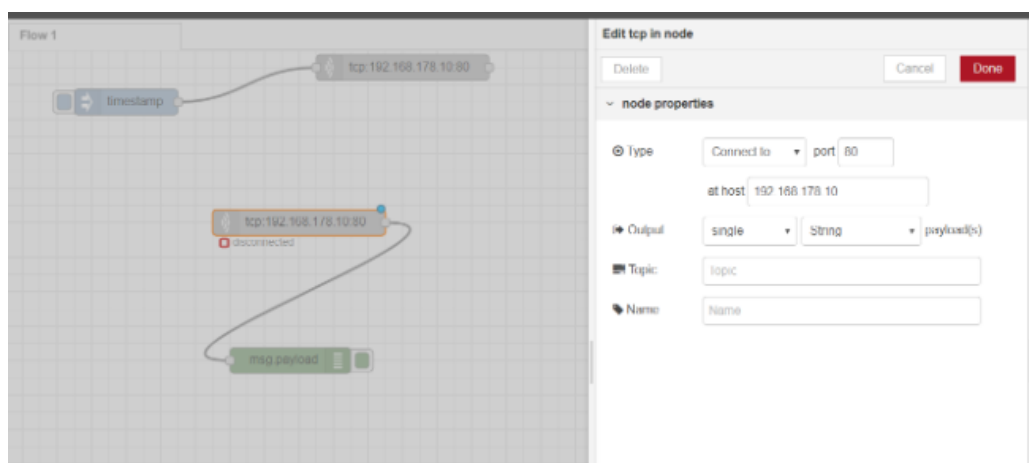 Flow 1
tcp:192.168.178.10:80
timestamp
tcp:192.168.178.10:80
disconnected
msg.payload
Edit tcp in node
Delete
Cancel
Done
node properties
Type
Connect to
port
80
at host
192.168.178.10
Output
single
String
payload(s)
Topic
Topic
Name
Name